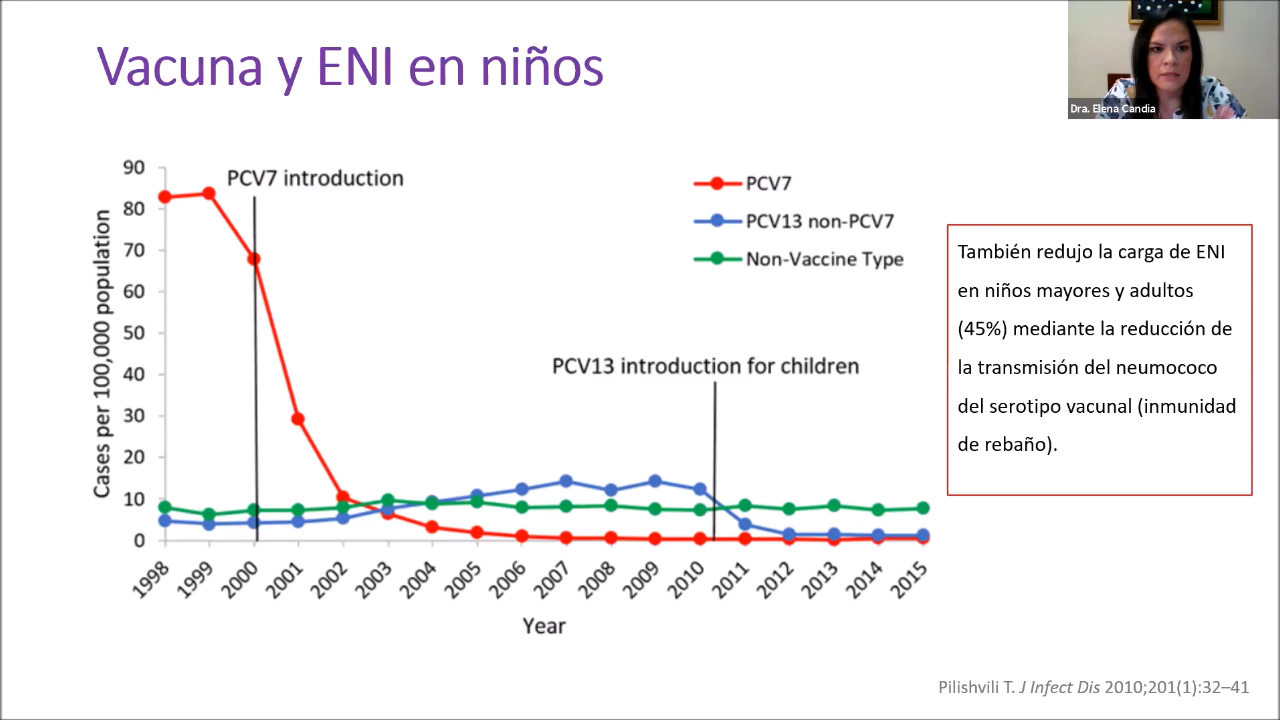 Vacuna y ENI en niños
Dra. Elena Candia
PCV7 introduction
PCV7
PCV13 non-PCV7
Non-Vaccine Type
PCV13 introduction for children
Cases per 100,000 population
90
80
70
60
50
40
30
20
10
0
1998
1999
2000
2001
2002
2003
2004
2005
2006
2007
2008
2009
2010
2011
2012
2013
2014
2015
Year
También redujo la carga de ENI
en niños mayores y adultos
(45%) mediante la reducción de
la transmisión del neumococo
del serotipo vacunal (inmunidad
de rebaño).
Pilishvili T. J Infect Dis 2010;201(1):32–41